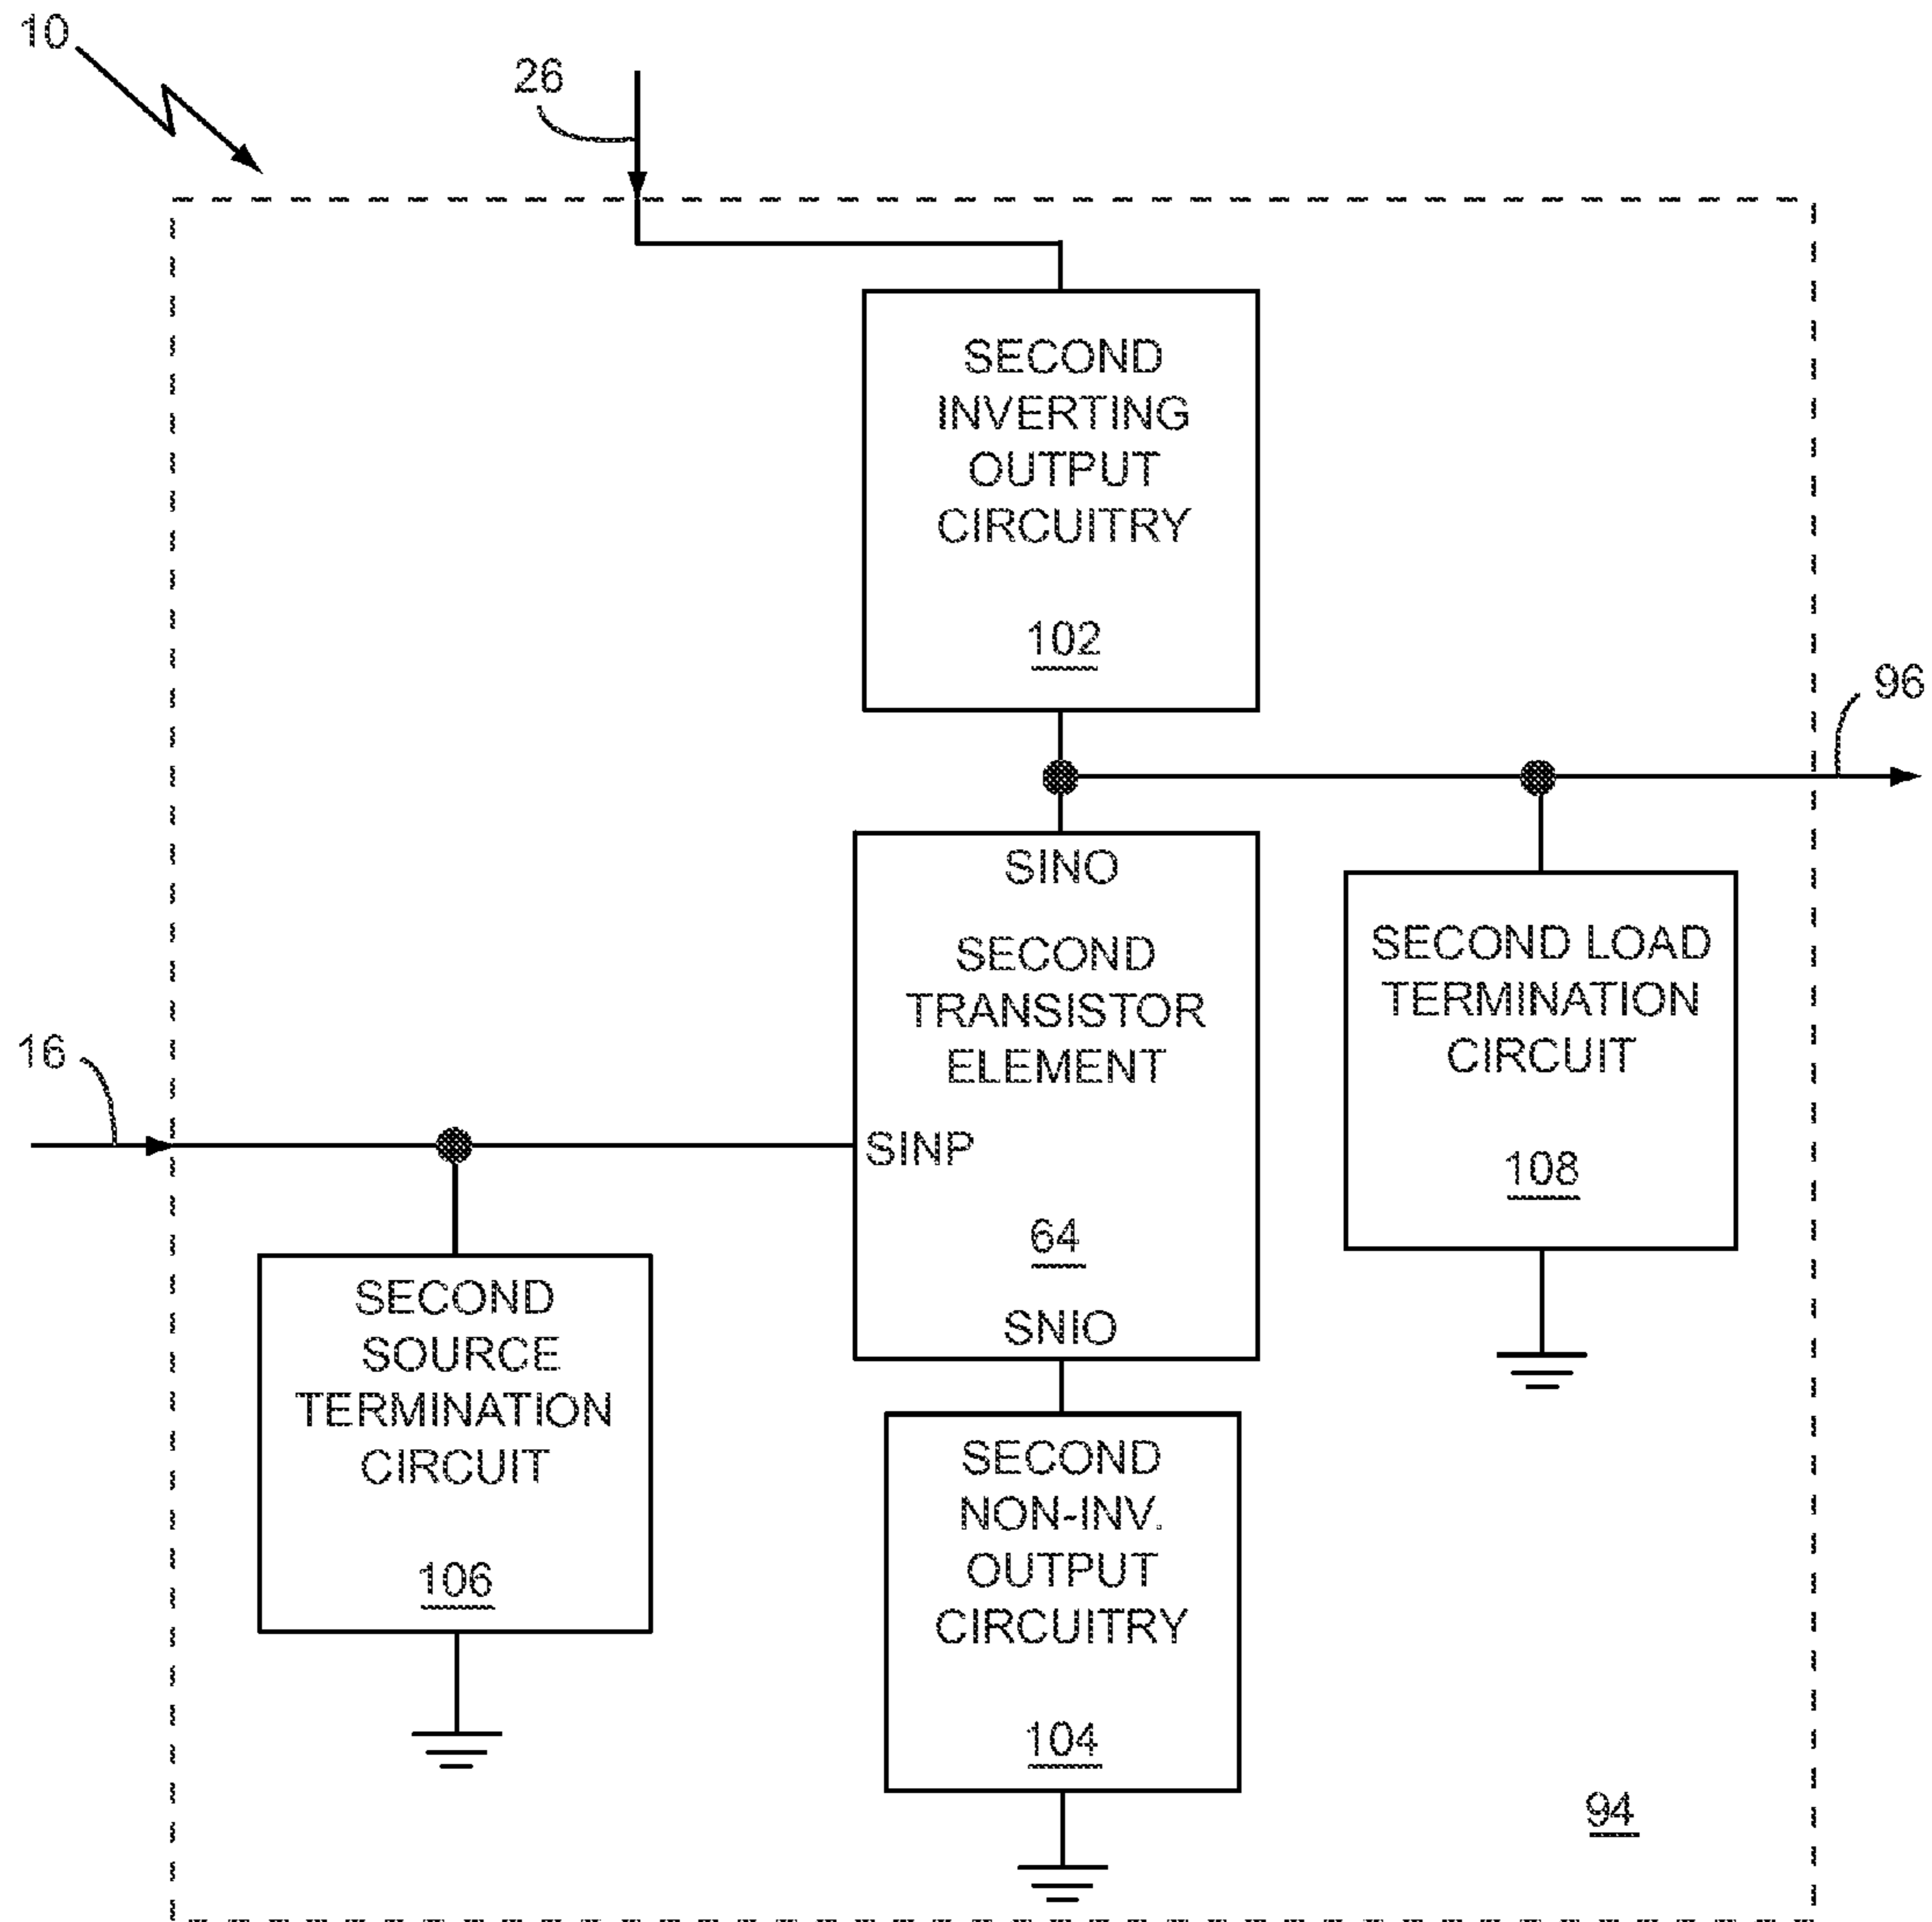 10
26
SECOND
INVERTING
OUTPUT
CIRCUITRY
102
96
SINO
SECOND
TRANSISTOR
ELEMENT
SINP
64
SNIO
SECOND LOAD
TERMINATION
CIRCUIT
108
16
SECOND
SOURCE
TERMINATION
CIRCUIT
106
SECOND
NON-INV.
OUTPUT
CIRCUITRY
104
94